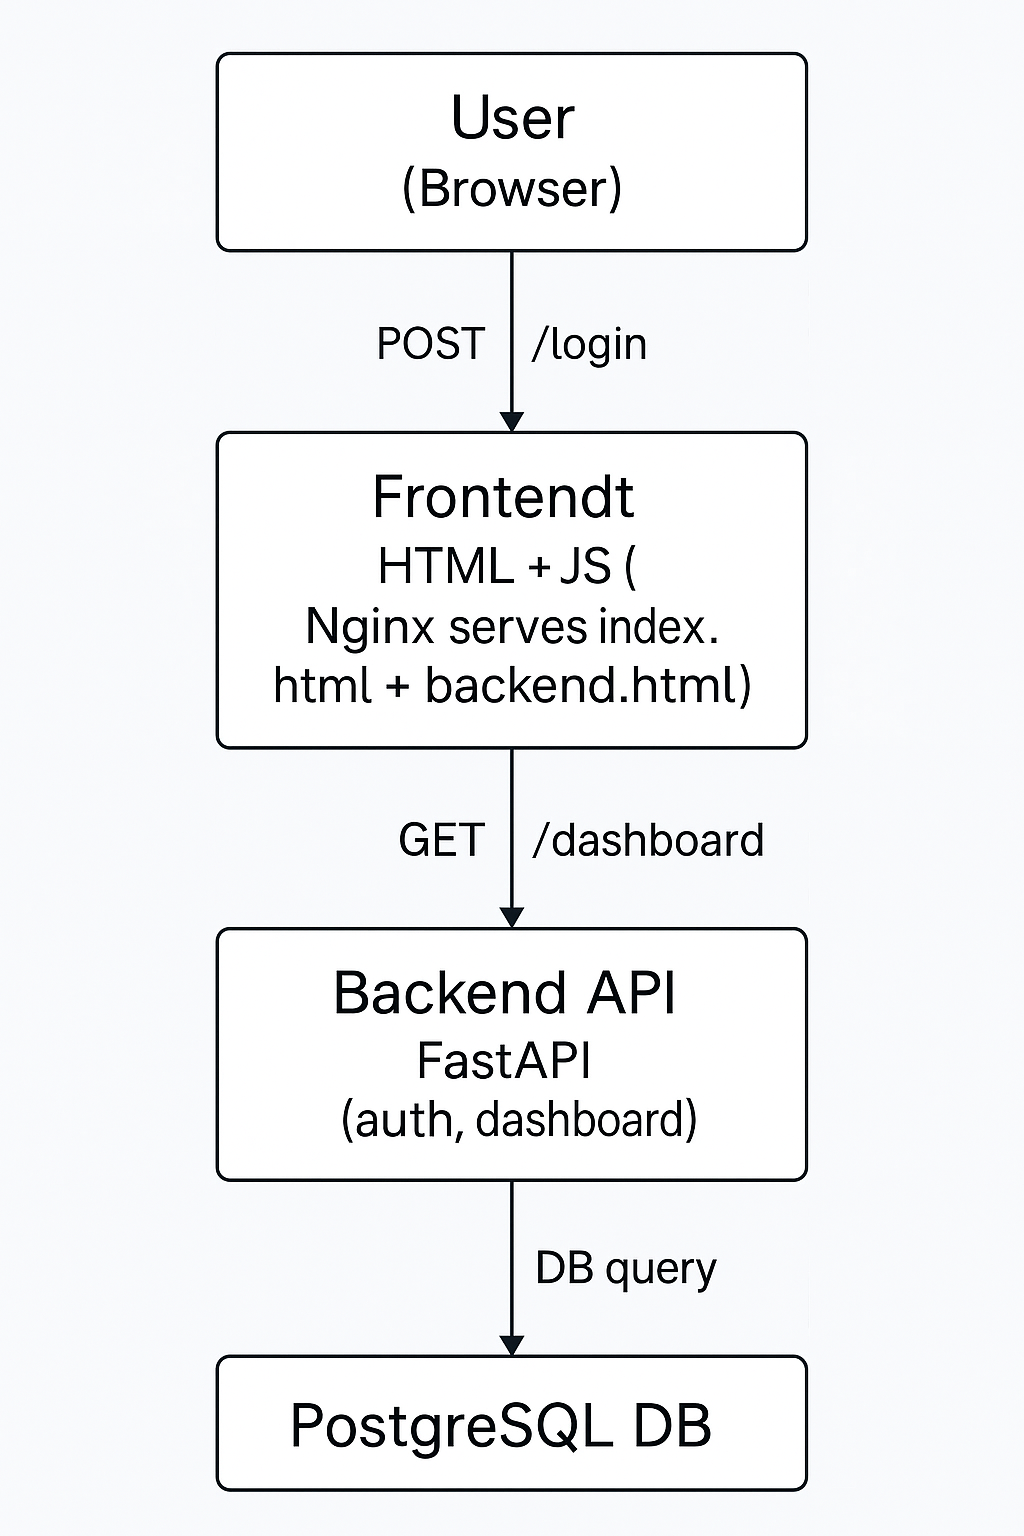 User
(Browser)
POST /login
Frontendt
HTML + JS (
Nginx serves index.
html + backend.html)
GET /dashboard
Backend API
FastAPI
(auth, dashboard)
DB query
PostgreSQL DB